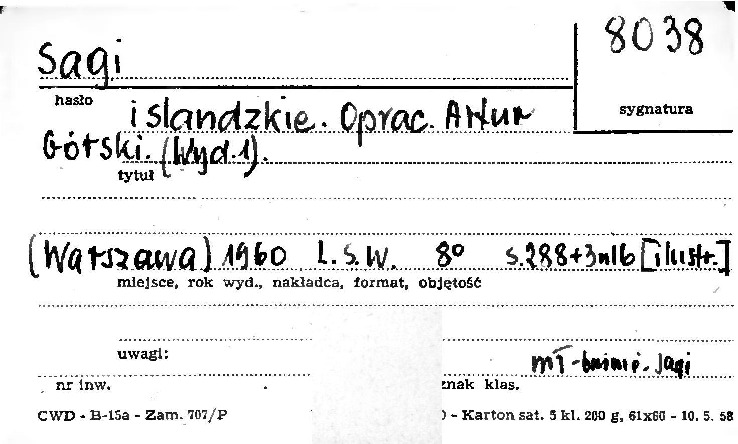 8038
Sagi
hasło
sygnatura
islandzkie. Oprac. Artur
Górski. (Wyd. 1).
tytuł
(Warszawa) 1960 L.S.W. 8° s. 288+3nlb [ilustr.]
miejsce, rok wyd., nakładca, format, objętość
uwagi:
mł- baśnie. Sagi
nr inw.
znak klas.
CWD - B-15a - Zam. 707/P
) - Karton sat. 5 kl. 200 g, 61x60 - 10. 5. 58